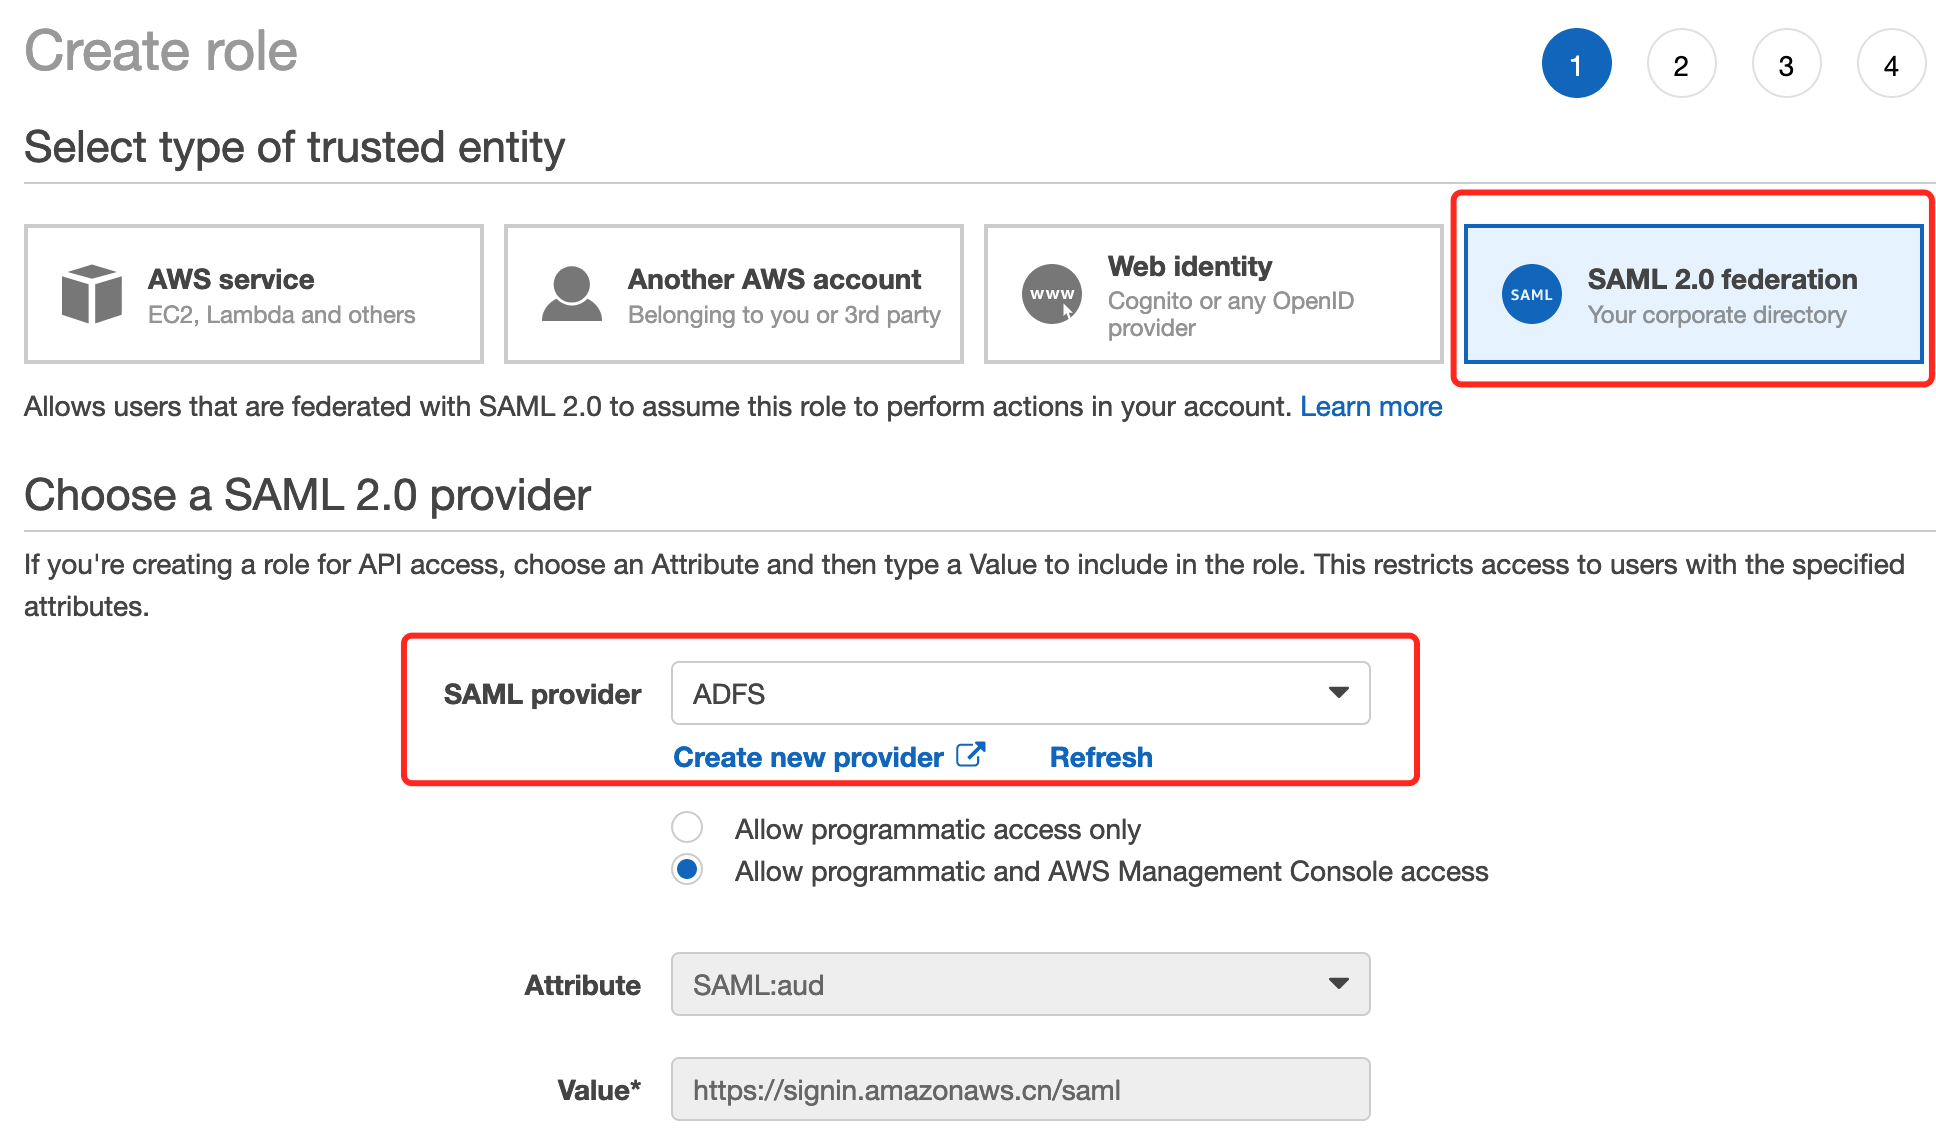 Create role
1 2 3 4
Select type of trusted entity
AWS service
EC2, Lambda and others
Another AWS account
Belonging to you or 3rd party
www
Web identity
Cognito or any OpenID
provider
SAML
SAML 2.0 federation
Your corporate directory
Allows users that are federated with SAML 2.0 to assume this role to perform actions in your account. Learn more
Choose a SAML 2.0 provider
If you're creating a role for API access, choose an Attribute and then type a Value to include in the role. This restricts access to users with the specified
attributes.
SAML provider ADFS
Create new provider Refresh
Allow programmatic access only
Allow programmatic and AWS Management Console access
Attribute SAML:aud
Value* https://signin.amazonaws.cn/saml